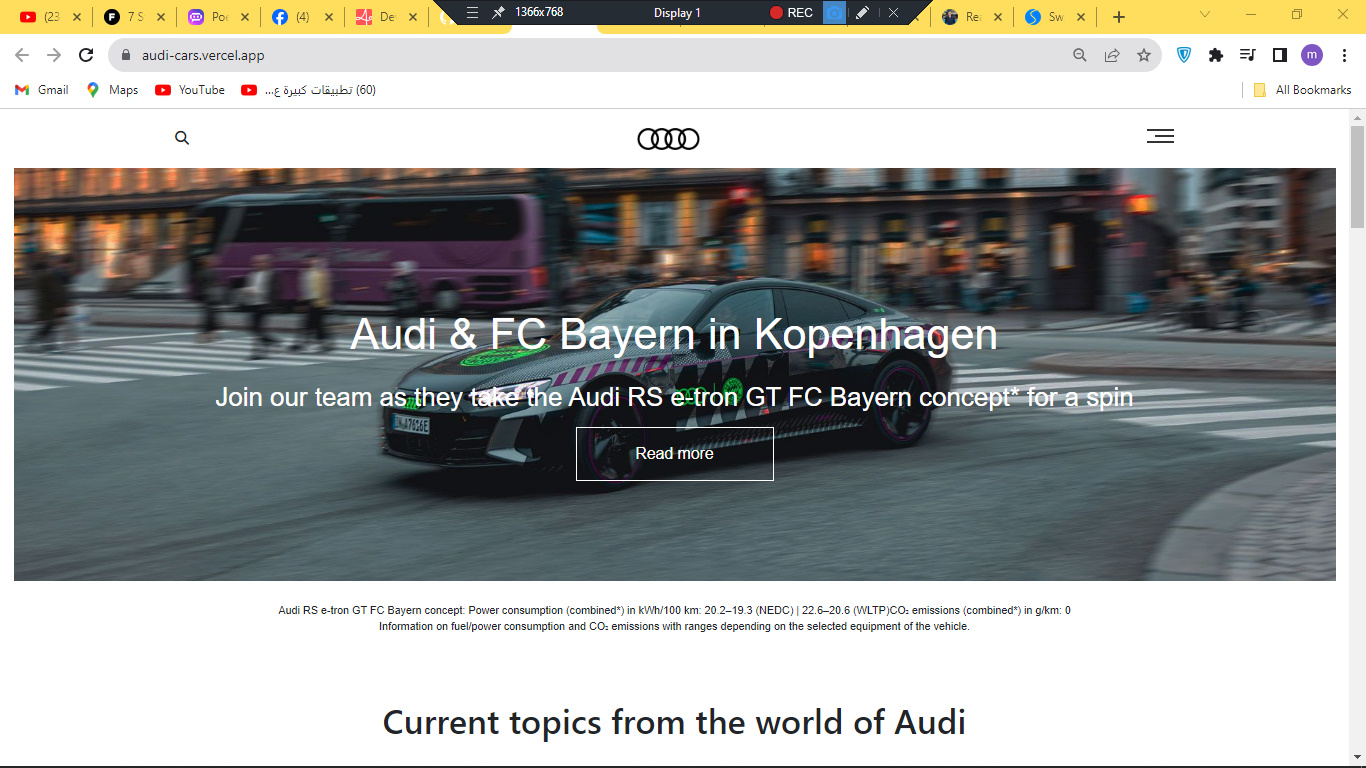 (23
7 S
Po
(4)
De
1366x768
Display 1
REC
Re
Sw
audi-cars.vercel.app
m
Gmail
Maps
YouTube
(60) تطبيقات كبيرة ع...
All Bookmarks
Audi & FC Bayern in Kopenhagen
Join our team as they take the Audi RS e-tron GT FC Bayern concept* for a spin
Read more
Audi RS e-tron GT FC Bayern concept: Power consumption (combined*) in kWh/100 km: 20.2–19.3 (NEDC) | 22.6–20.6 (WLTP)CO₂ emissions (combined*) in g/km: 0
Information on fuel/power consumption and CO₂ emissions with ranges depending on the selected equipment of the vehicle.
Current topics from the world of Audi